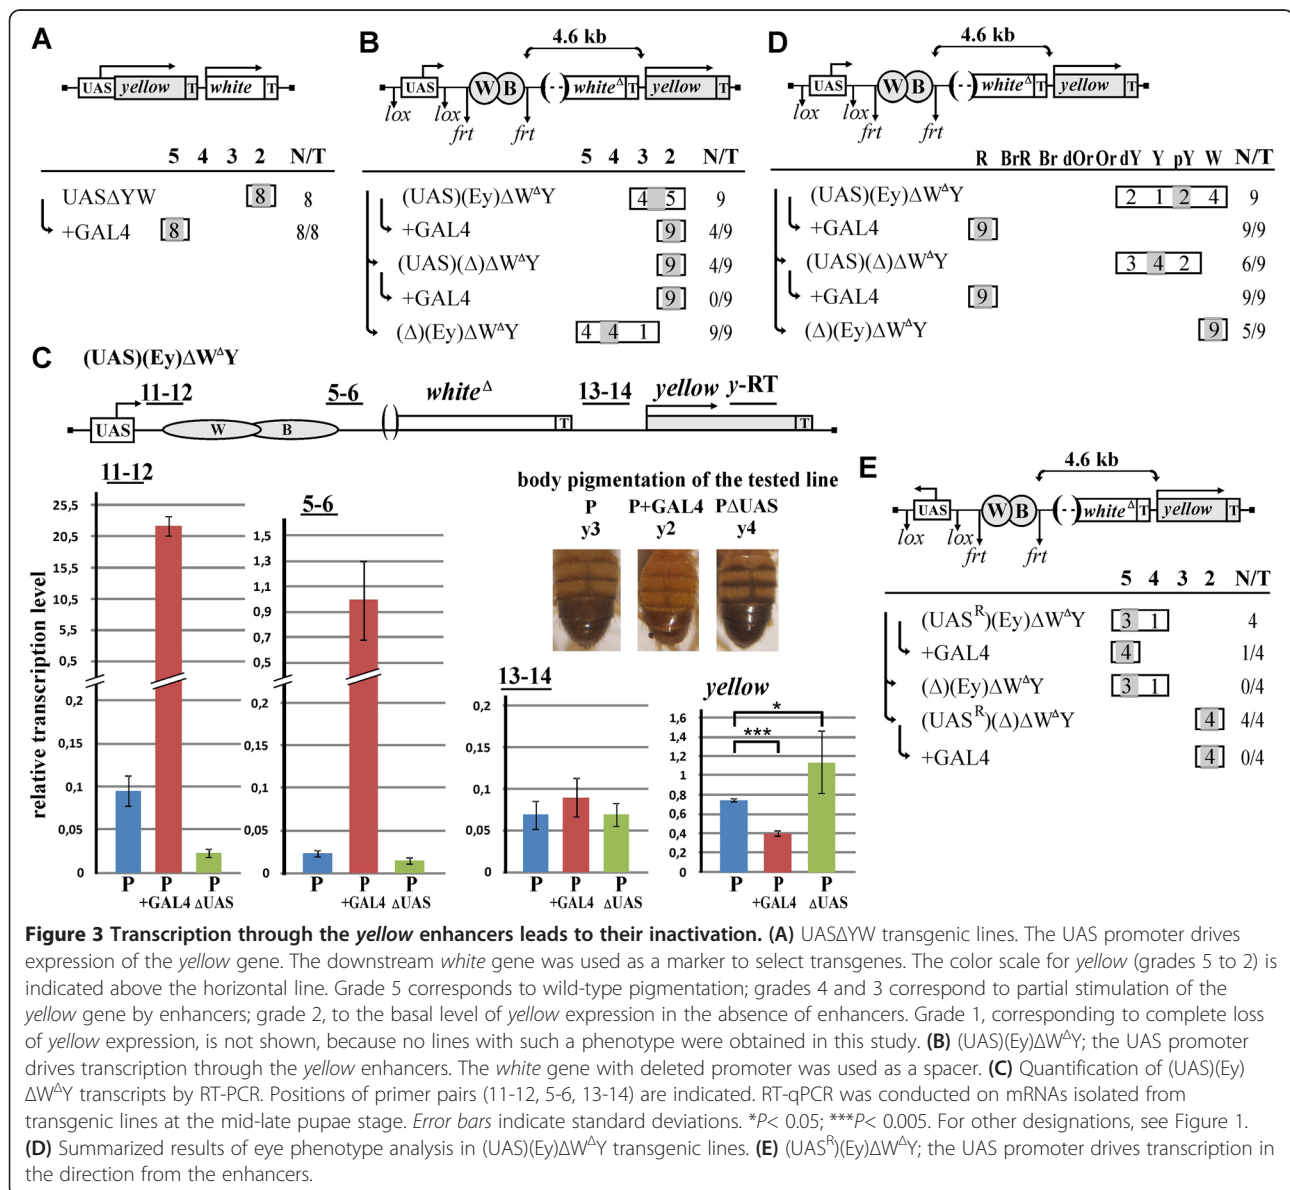 A
UAS yellow T white T
5 4 3 2 N/T
UASΔYW 8 8
+GAL4 8 8/8
B
4.6 kb
UAS W B (--) white^Δ T yellow T
lox lox frt frt
5 4 3 2 N/T
(UAS)(Ey)ΔW^ΔY 4 5 9
+GAL4 9 4/9
(UAS)(Δ)ΔW^ΔY 9 4/9
+GAL4 9 0/9
(Δ)(Ey)ΔW^ΔY 4 4 1 9/9
D
4.6 kb
UAS W B (--) white^Δ T yellow T
lox lox frt frt
R BrR Br dOr Or dY Y pY W N/T
(UAS)(Ey)ΔW^ΔY 2 1 2 4 9
+GAL4 9 9/9
(UAS)(Δ)ΔW^ΔY 3 4 2 6/9
+GAL4 9 9/9
(Δ)(Ey)ΔW^ΔY 9 5/9
C (UAS)(Ey)ΔW^ΔY
11-12 5-6 white^Δ 13-14 yellow y-RT
UAS W B ( ) T T
relative transcription level
11-12
25,5
20,5
15,5
10,5
5,5
0,5
0,2
0,15
0,1
0,05
0
P P P
+GAL4 ΔUAS
5-6
1,5
1,3
1,1
0,9
0,7
0,5
0,2
0,15
0,1
0,05
0
P P P
+GAL4 ΔUAS
body pigmentation of the tested line
P P+GAL4 PΔUAS
y3 y2 y4
13-14
0,2
0,15
0,1
0,05
0
P P P
+GAL4 ΔUAS
yellow
1,6
1,4
1,2
1
0,8
0,6
0,4
0,2
0
*
***
P P P
+GAL4 ΔUAS
E
4.6 kb
UAS W B (--) white^Δ T yellow T
lox lox frt frt
5 4 3 2 N/T
(UAS^R)(Ey)ΔW^ΔY 3 1 4
+GAL4 4 1/4
(Δ)(Ey)ΔW^ΔY 3 1 0/4
(UAS^R)(Δ)ΔW^ΔY 4 4/4
+GAL4 4 0/4
Figure 3 Transcription through the yellow enhancers leads to their inactivation. (A) UASΔYW transgenic lines. The UAS promoter drives
expression of the yellow gene. The downstream white gene was used as a marker to select transgenes. The color scale for yellow (grades 5 to 2) is
indicated above the horizontal line. Grade 5 corresponds to wild-type pigmentation; grades 4 and 3 correspond to partial stimulation of the
yellow gene by enhancers; grade 2, to the basal level of yellow expression in the absence of enhancers. Grade 1, corresponding to complete loss
of yellow expression, is not shown, because no lines with such a phenotype were obtained in this study. (B) (UAS)(Ey)ΔW^ΔY; the UAS promoter
drives transcription through the yellow enhancers. The white gene with deleted promoter was used as a spacer. (C) Quantification of (UAS)(Ey)
ΔW^ΔY transcripts by RT-PCR. Positions of primer pairs (11-12, 5-6, 13-14) are indicated. RT-qPCR was conducted on mRNAs isolated from
transgenic lines at the mid-late pupae stage. Error bars indicate standard deviations. *P< 0.05; ***P< 0.005. For other designations, see Figure 1.
(D) Summarized results of eye phenotype analysis in (UAS)(Ey)ΔW^ΔY transgenic lines. (E) (UAS^R)(Ey)ΔW^ΔY; the UAS promoter drives transcription in
the direction from the enhancers.